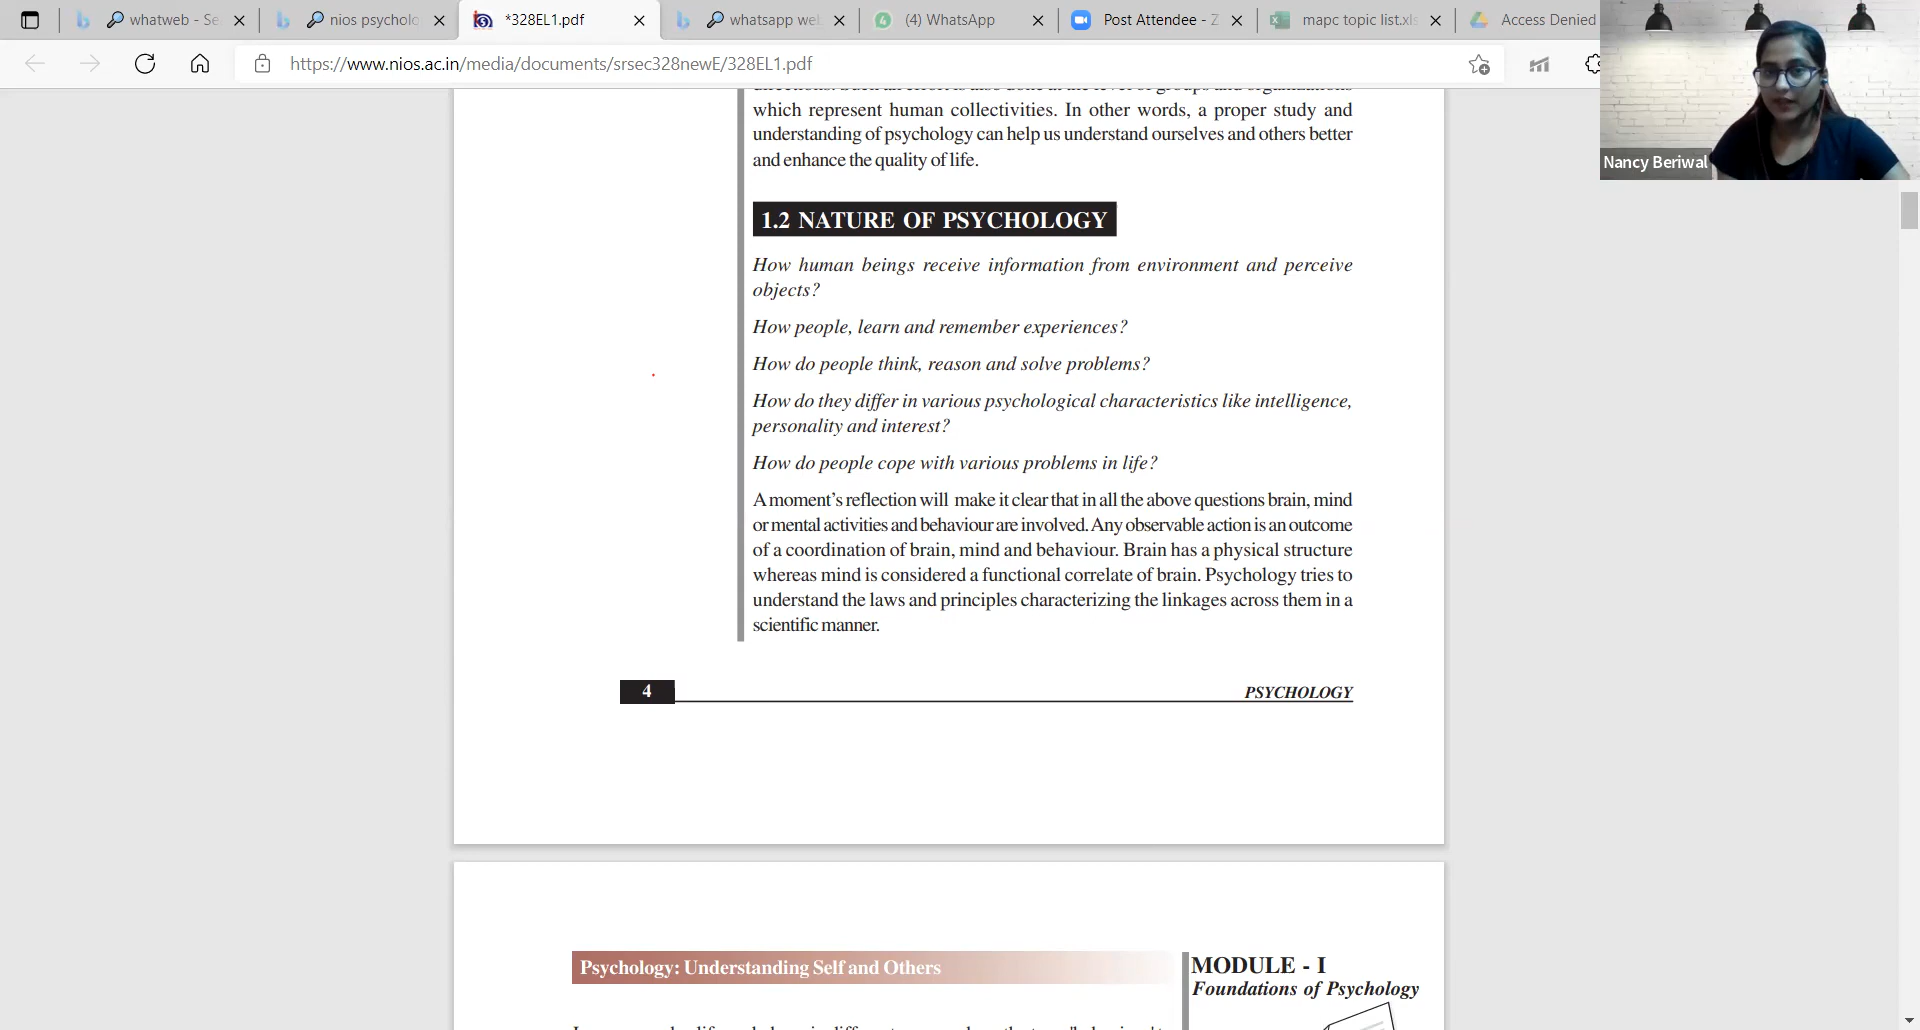 whatweb - Se
nios psycholo
*328EL1.pdf
whatsapp we
(4) WhatsApp
Post Attendee - Z
mapc topic list.xls
Access Denied
https://www.nios.ac.in/media/documents/srsec328newE/328EL1.pdf
Nancy Beriwal
which represent human collectivities. In other words, a proper study and
understanding of psychology can help us understand ourselves and others better
and enhance the quality of life.
1.2 NATURE OF PSYCHOLOGY
How human beings receive information from environment and perceive
objects?
How people, learn and remember experiences?
How do people think, reason and solve problems?
How do they differ in various psychological characteristics like intelligence,
personality and interest?
How do people cope with various problems in life?
A moment's reflection will make it clear that in all the above questions brain, mind
or mental activities and behaviour are involved. Any observable action is an outcome
of a coordination of brain, mind and behaviour. Brain has a physical structure
whereas mind is considered a functional correlate of brain. Psychology tries to
understand the laws and principles characterizing the linkages across them in a
scientific manner.
4
PSYCHOLOGY
Psychology: Understanding Self and Others
MODULE - I
Foundations of Psychology